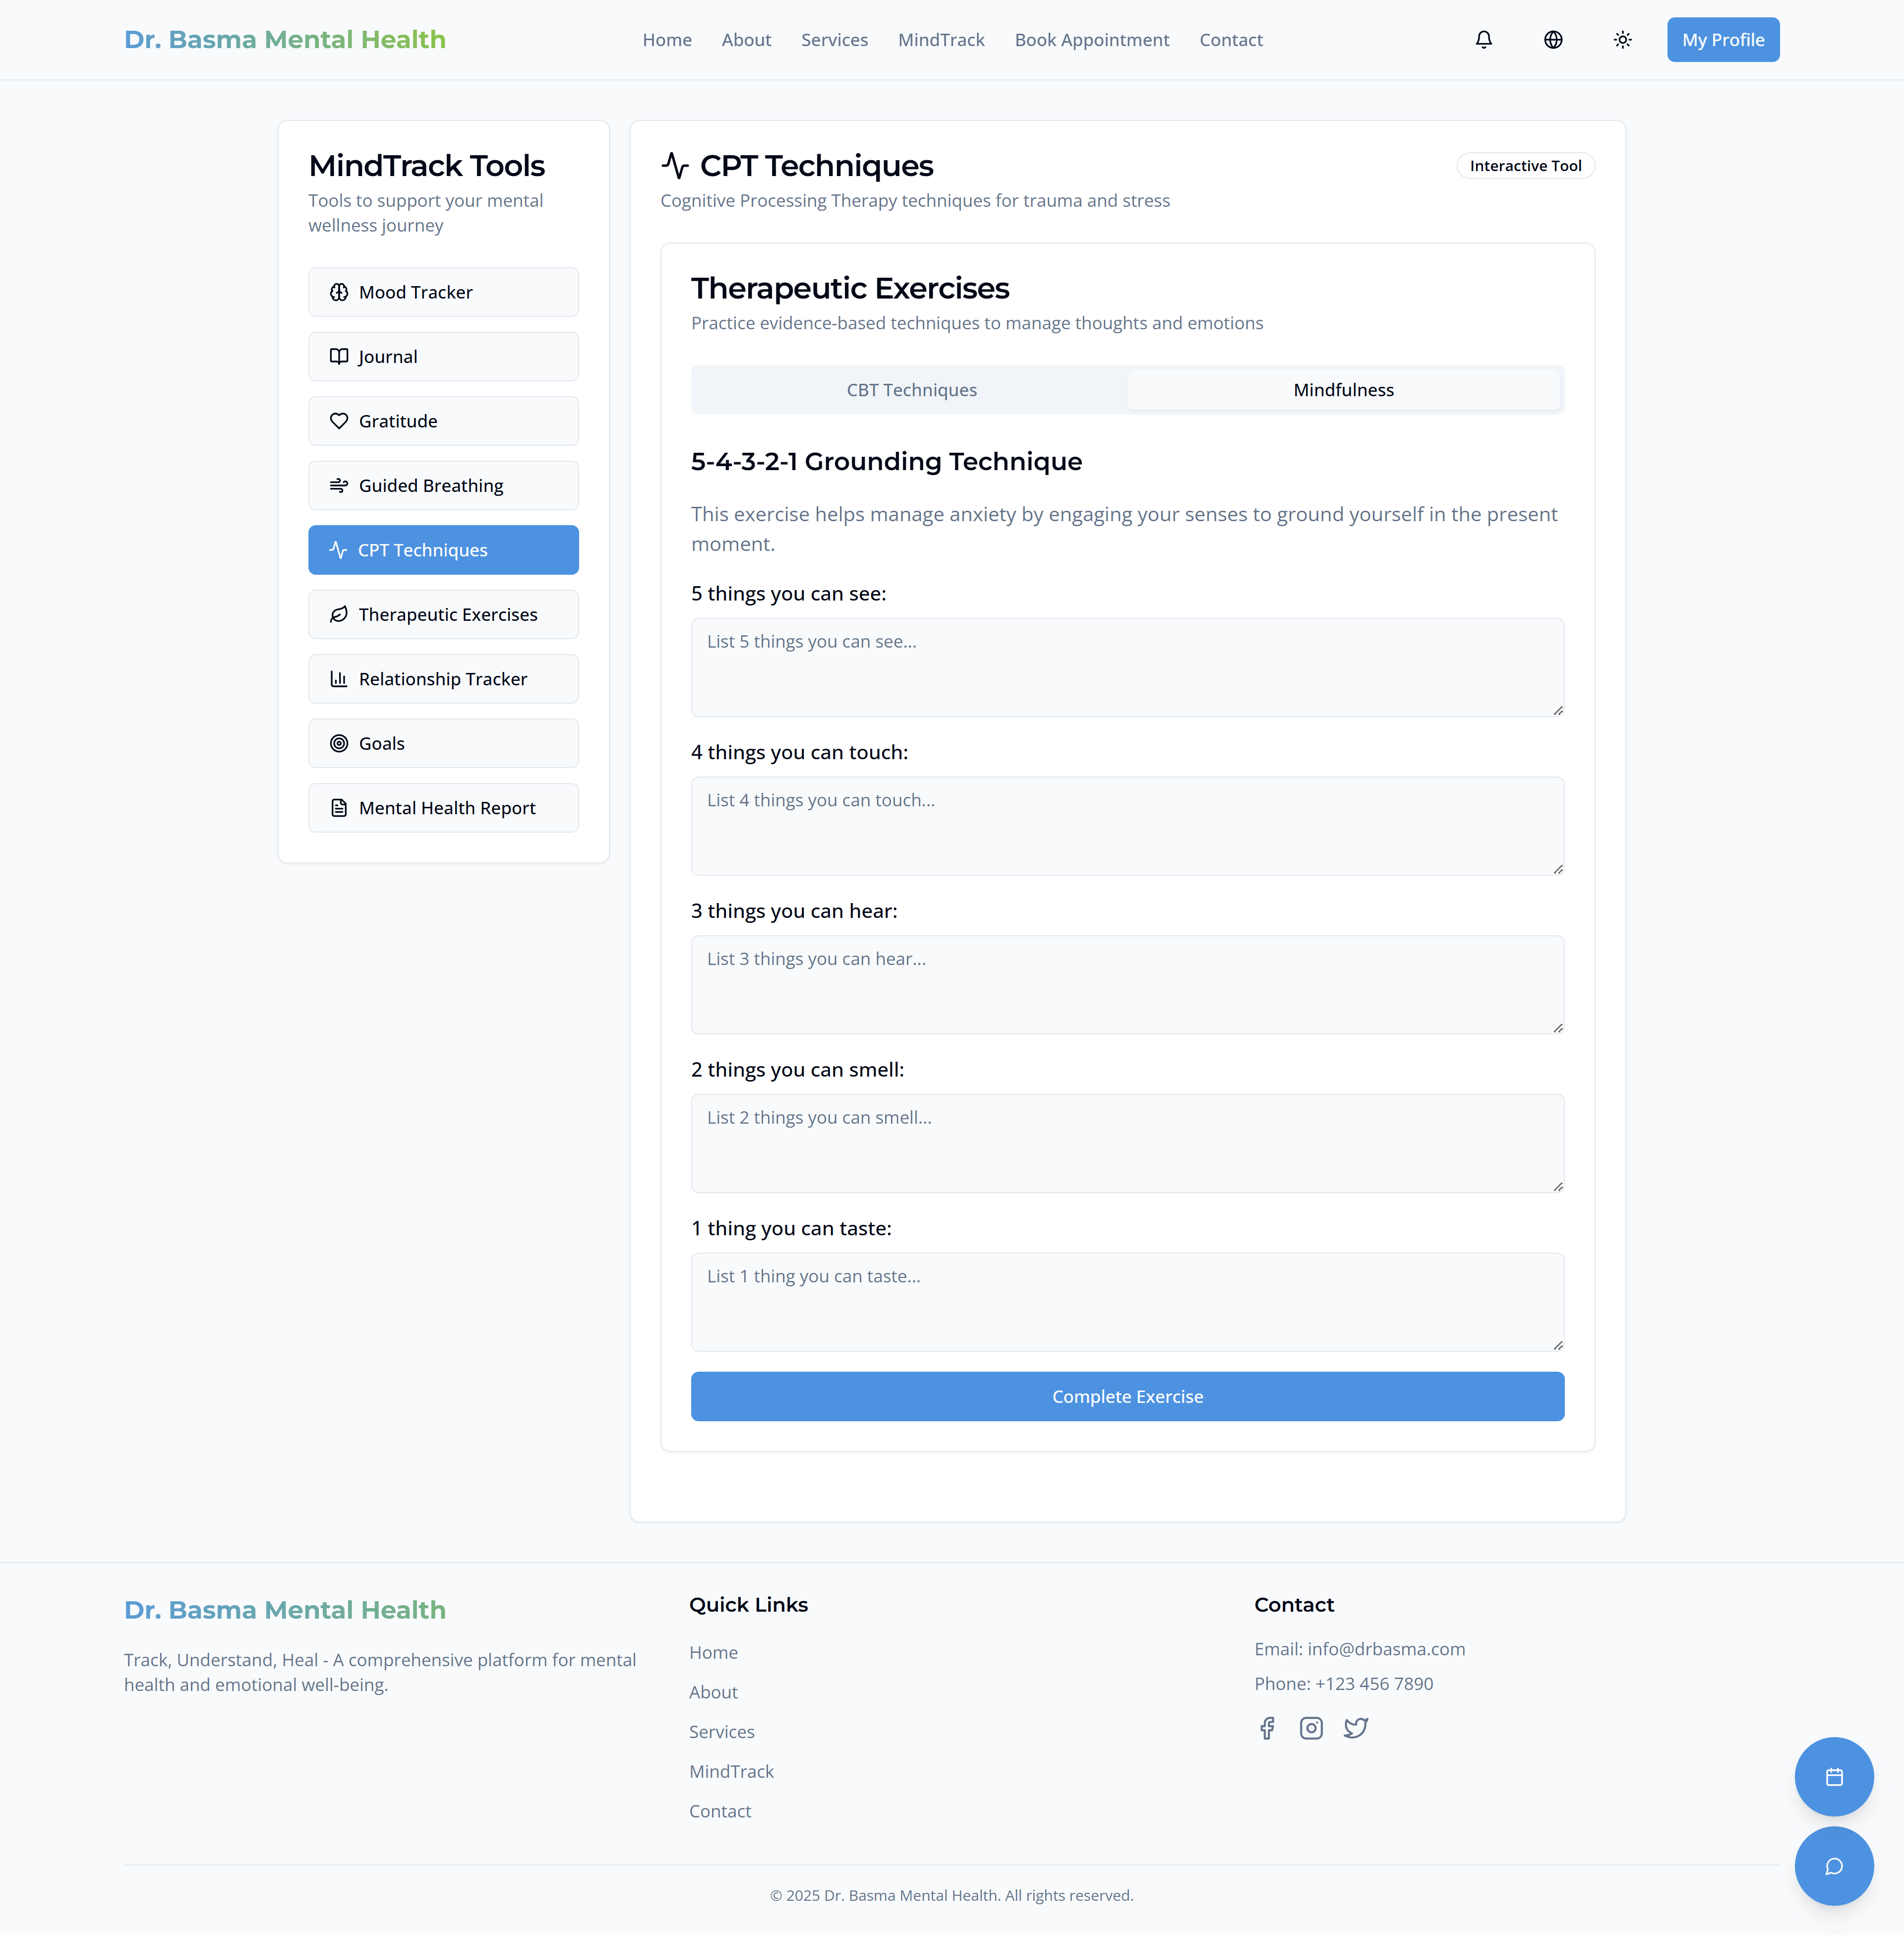 Dr. Basma Mental Health
Home
About
Services
MindTrack
Book Appointment
Contact
My Profile
MindTrack Tools
Tools to support your mental
wellness journey
Mood Tracker
Journal
Gratitude
Guided Breathing
CPT Techniques
Therapeutic Exercises
Relationship Tracker
Goals
Mental Health Report
CPT Techniques
Interactive Tool
Cognitive Processing Therapy techniques for trauma and stress
Therapeutic Exercises
Practice evidence-based techniques to manage thoughts and emotions
CBT Techniques
Mindfulness
5-4-3-2-1 Grounding Technique
This exercise helps manage anxiety by engaging your senses to ground yourself in the present
moment.
5 things you can see:
List 5 things you can see...
4 things you can touch:
List 4 things you can touch...
3 things you can hear:
List 3 things you can hear...
2 things you can smell:
List 2 things you can smell...
1 thing you can taste:
List 1 thing you can taste...
Complete Exercise
Dr. Basma Mental Health
Track, Understand, Heal - A comprehensive platform for mental
health and emotional well-being.
Quick Links
Home
About
Services
MindTrack
Contact
Contact
Email: info@drbasma.com
Phone: +123 456 7890
© 2025 Dr. Basma Mental Health. All rights reserved.